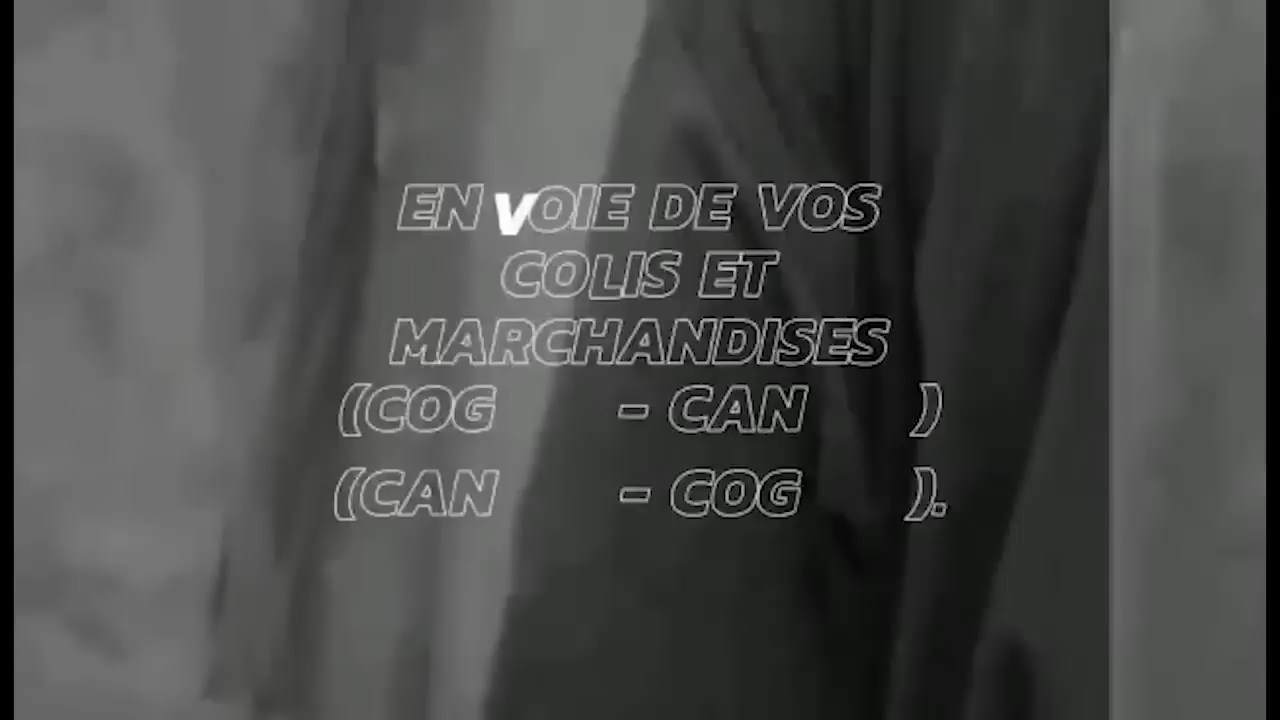 EN VOIE DE VOS
COLIS ET
MARCHANDISES
(COG - CAN )
(CAN - COG ).